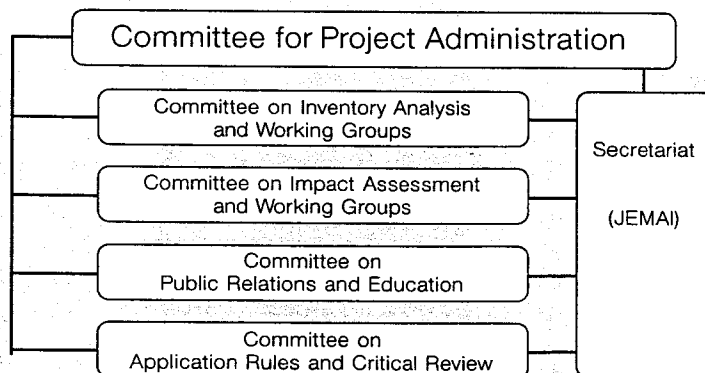 Committee for Project Administration
Committee on Inventory Analysis
and Working Groups
Committee on Impact Assessment
and Working Groups
Committee on
Public Relations and Education
Committee on
Application Rules and Critical Review
Secretariat
(JEMAI)